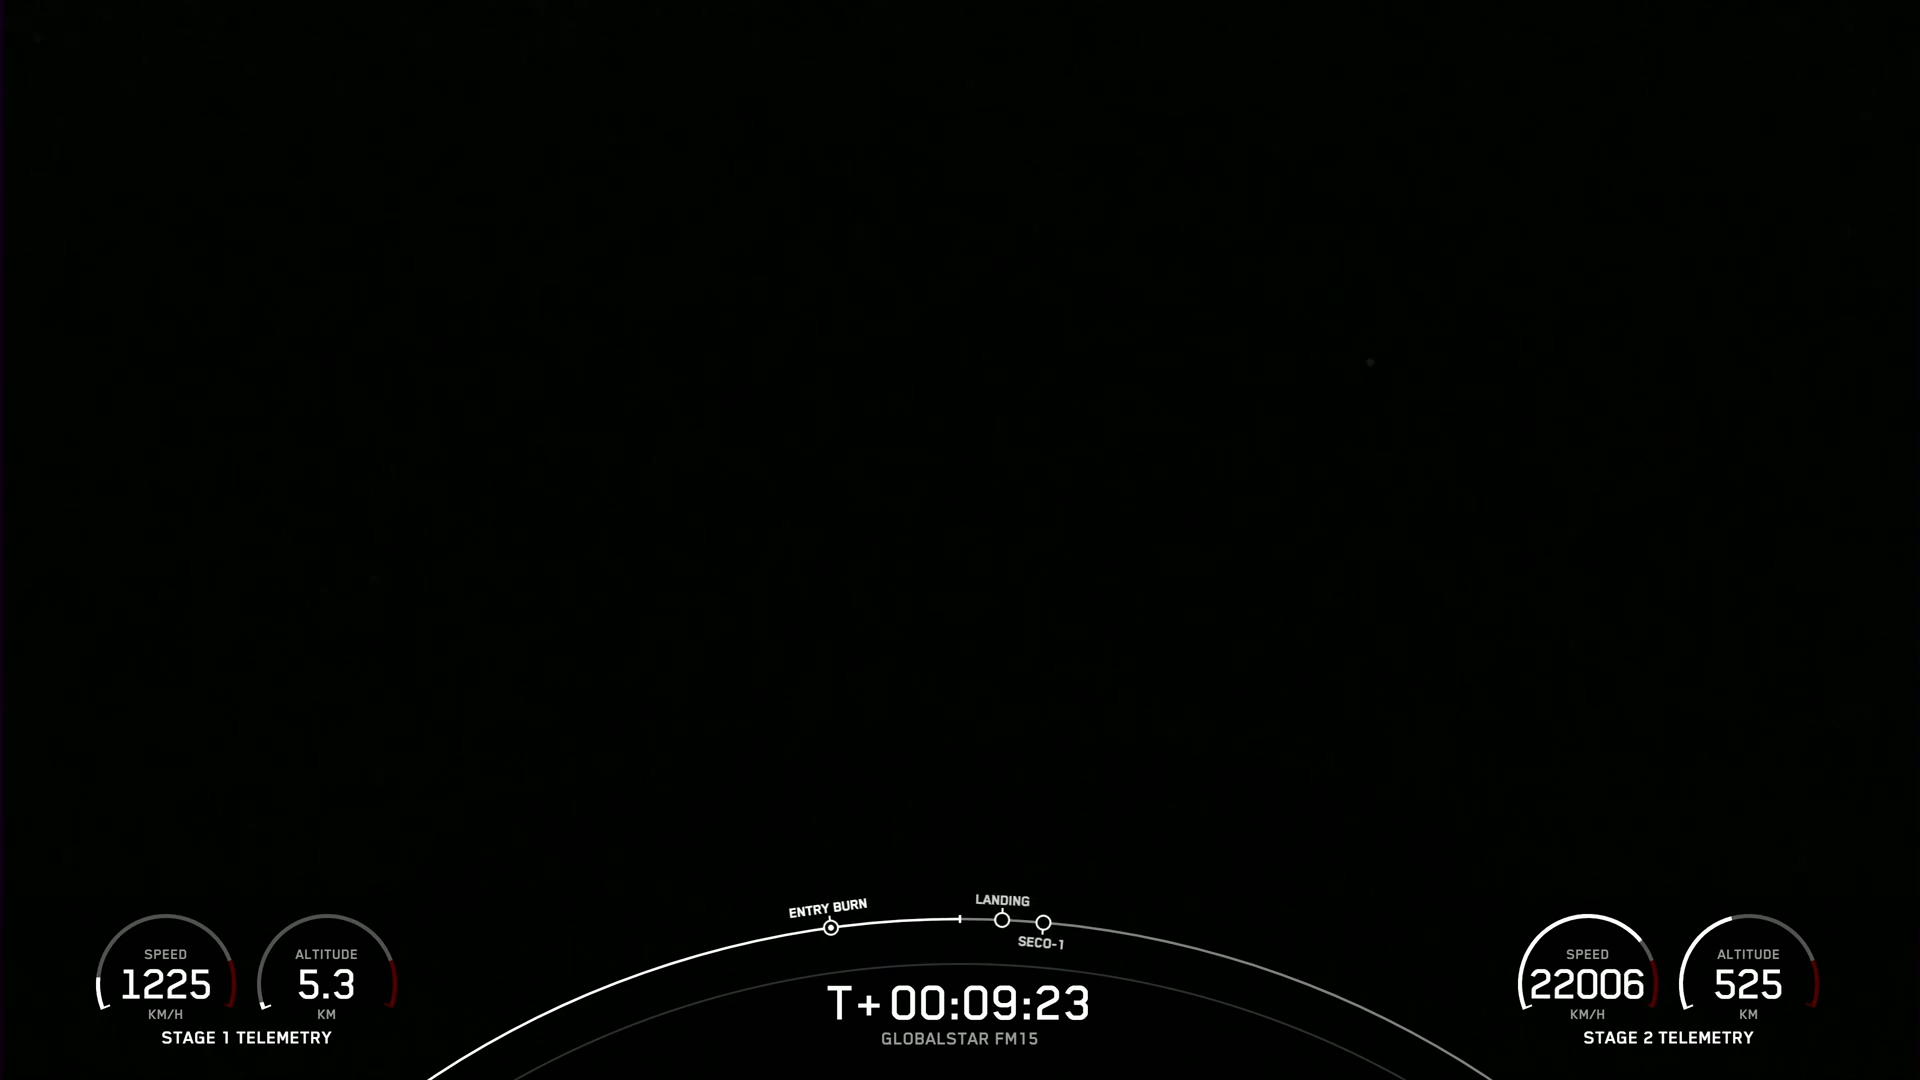 ENTRY BURN
LANDING
SECO-1
SPEED
1225
KM/H
ALTITUDE
5.3
KM
STAGE 1 TELEMETRY
T+00:09:23
GLOBALSTAR FM15
SPEED
22006
KM/H
ALTITUDE
525
KM
STAGE 2 TELEMETRY